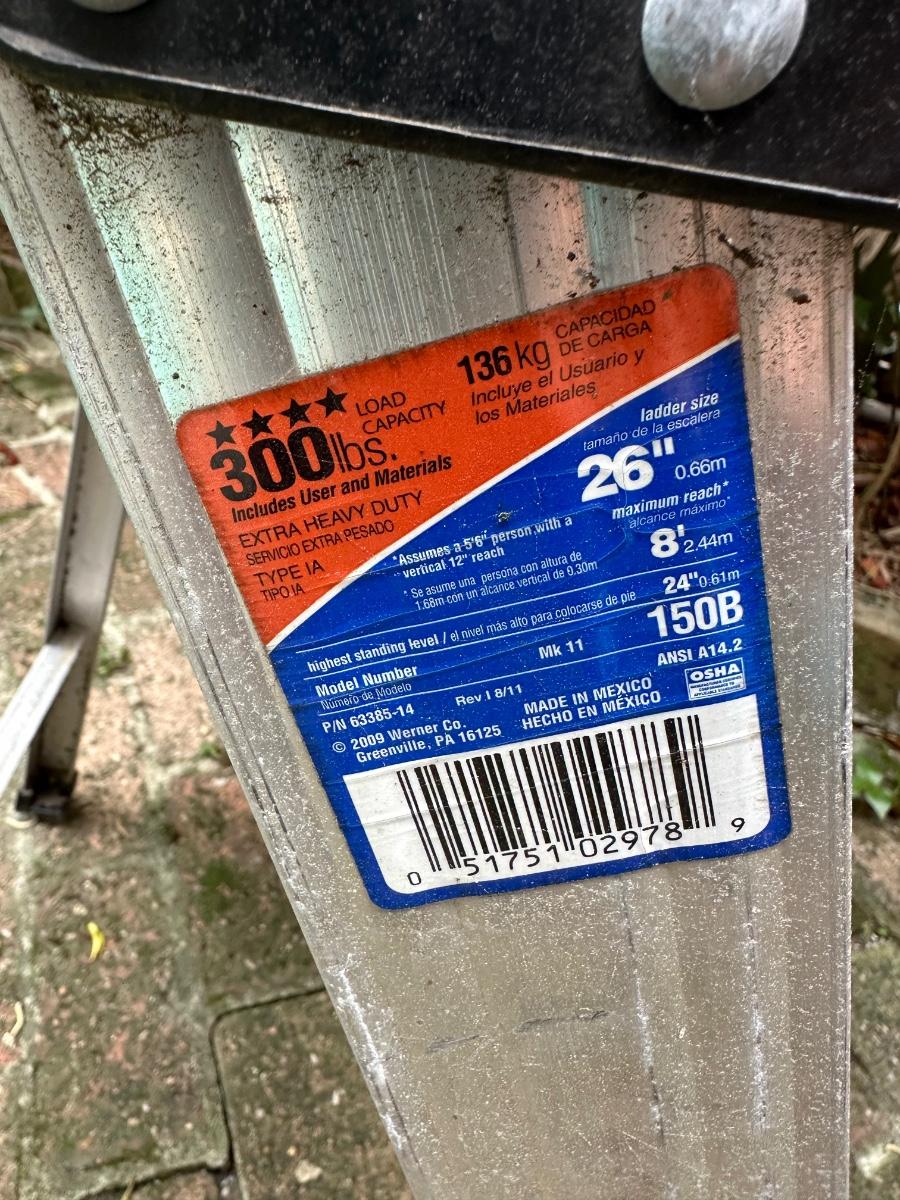 ★★★★ LOAD CAPACITY
300lbs.
Includes User and Materials
EXTRA HEAVY DUTY
SERVICIO EXTRA PESADO
TYPE IA
TIPO IA
136 kg CAPACIDAD DE CARGA
Incluye el Usuario y
los Materiales
ladder size
tamaño de la escalera
26" 0.66m
maximum reach*
alcance máximo*
8' 2.44m
*Assumes a 5'6" person with a
vertical 12" reach
* Se asume una persona con altura de
1.68m con un alcance vertical de 0.30m
highest standing level / el nivel más alto para colocarse de pie 24" 0.61m
Model Number 150B
Número de Modelo
Mk 11
ANSI A14.2
P/N 63385-14 Rev I 8/11
OSHA
© 2009 Werner Co.
Greenville, PA 16125
MADE IN MEXICO
HECHO EN MÉXICO
0 51751 02978 9